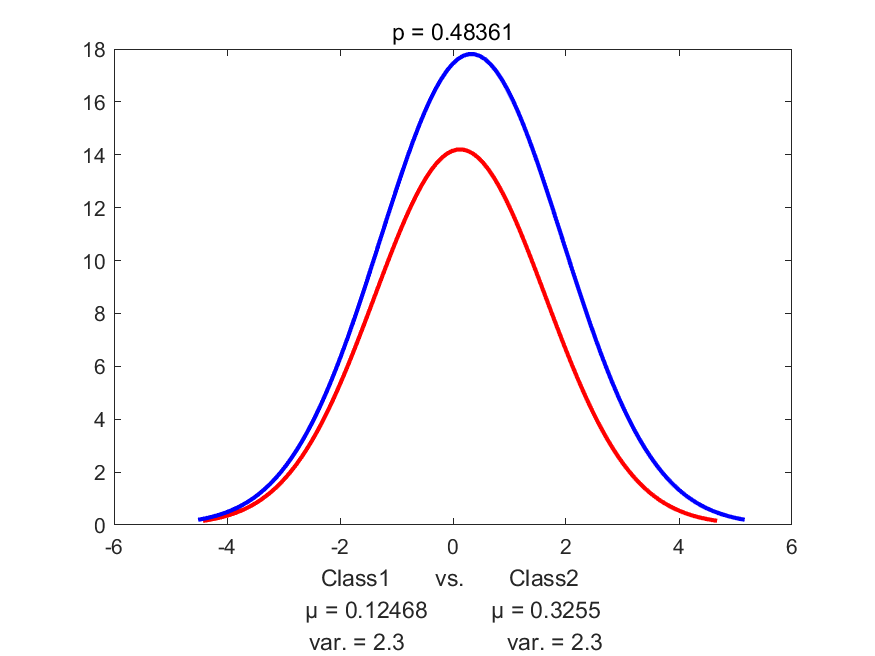 p = 0.48361
18
16
14
12
10
8
6
4
2
0
-6 -4 -2 0 2 4 6
Class1 vs. Class2
μ = 0.12468 μ = 0.3255
var. = 2.3 var. = 2.3